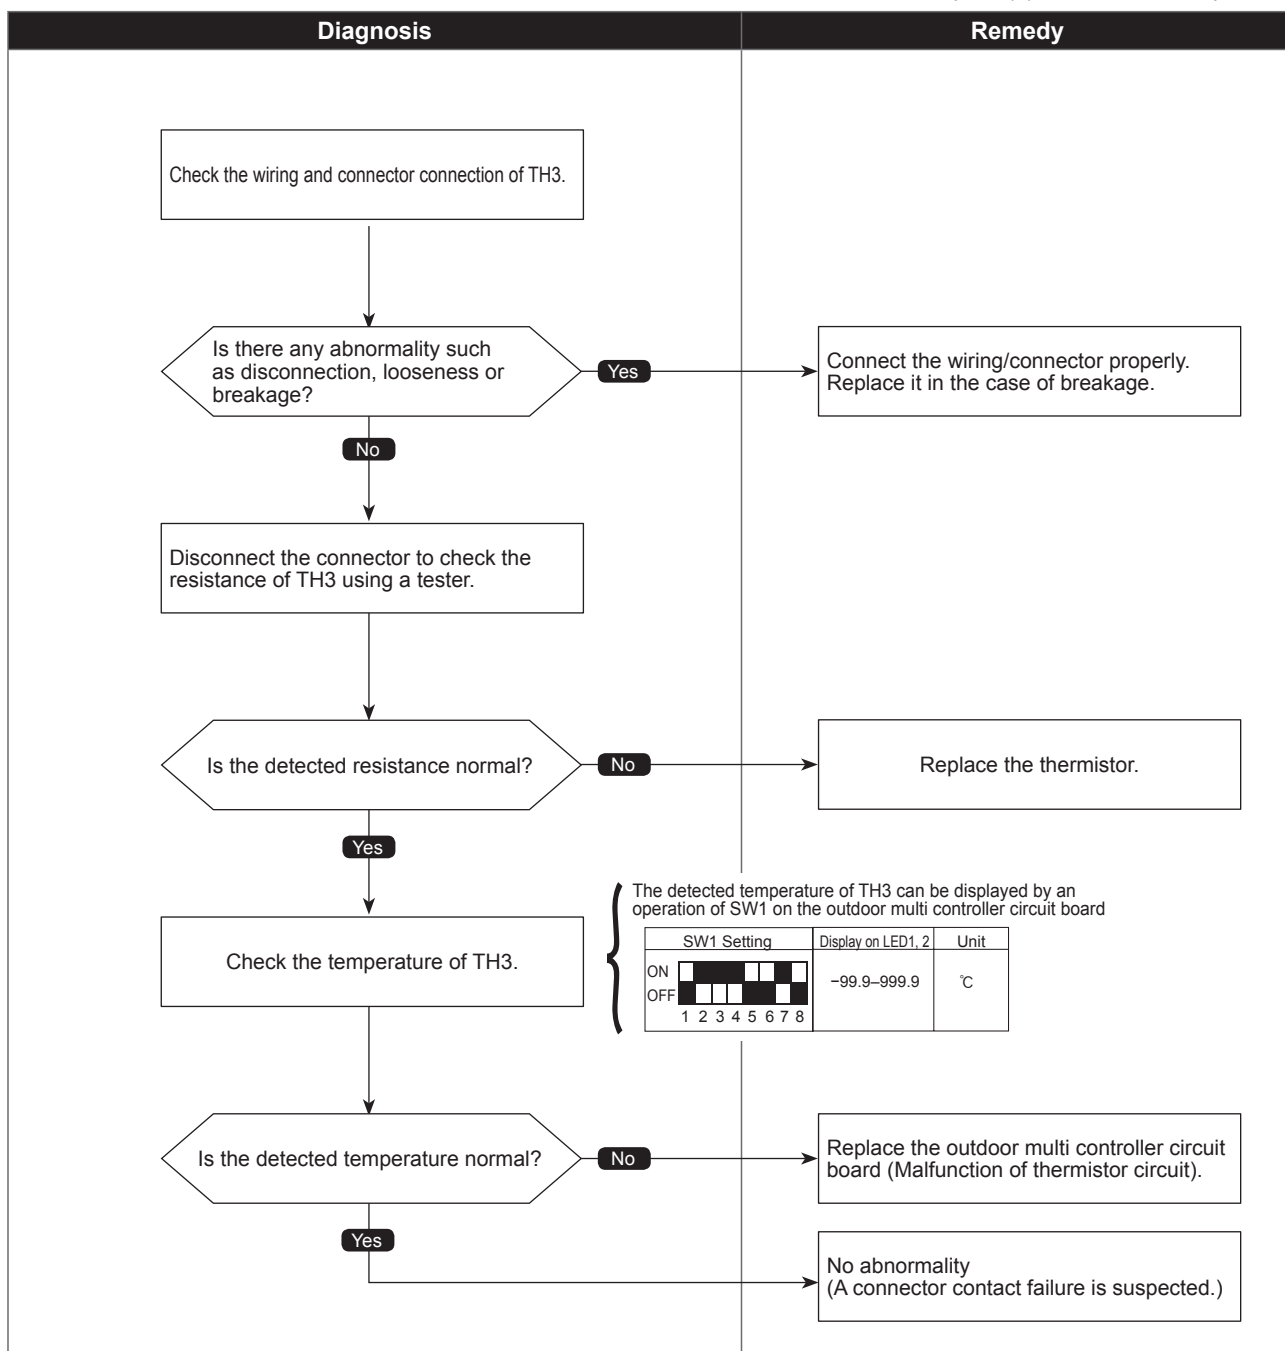 Diagnosis
Remedy
Check the wiring and connector connection of TH3.
Is there any abnormality such
as disconnection, looseness or
breakage?
Yes
Connect the wiring/connector properly.
Replace it in the case of breakage.
No
Disconnect the connector to check the
resistance of TH3 using a tester.
Is the detected resistance normal?
No
Replace the thermistor.
Yes
The detected temperature of TH3 can be displayed by an
operation of SW1 on the outdoor multi controller circuit board
Check the temperature of TH3.
SW1 Setting
Display on LED1, 2
Unit
ON
OFF
1 2 3 4 5 6 7 8
−99.9–999.9
℃
Is the detected temperature normal?
No
Replace the outdoor multi controller circuit
board (Malfunction of thermistor circuit).
Yes
No abnormality
(A connector contact failure is suspected.)